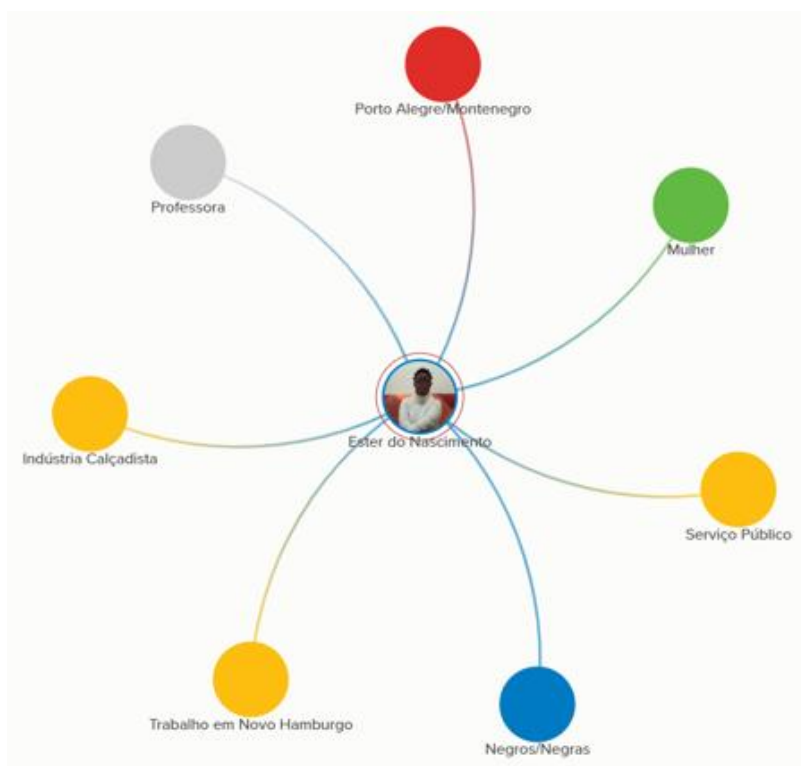 Porto Alegre/Montenegro
Professora
Mulher
Ester do Nascimento
Indústria Calçadista
Serviço Público
Trabalho em Novo Hamburgo
Negros/Negras